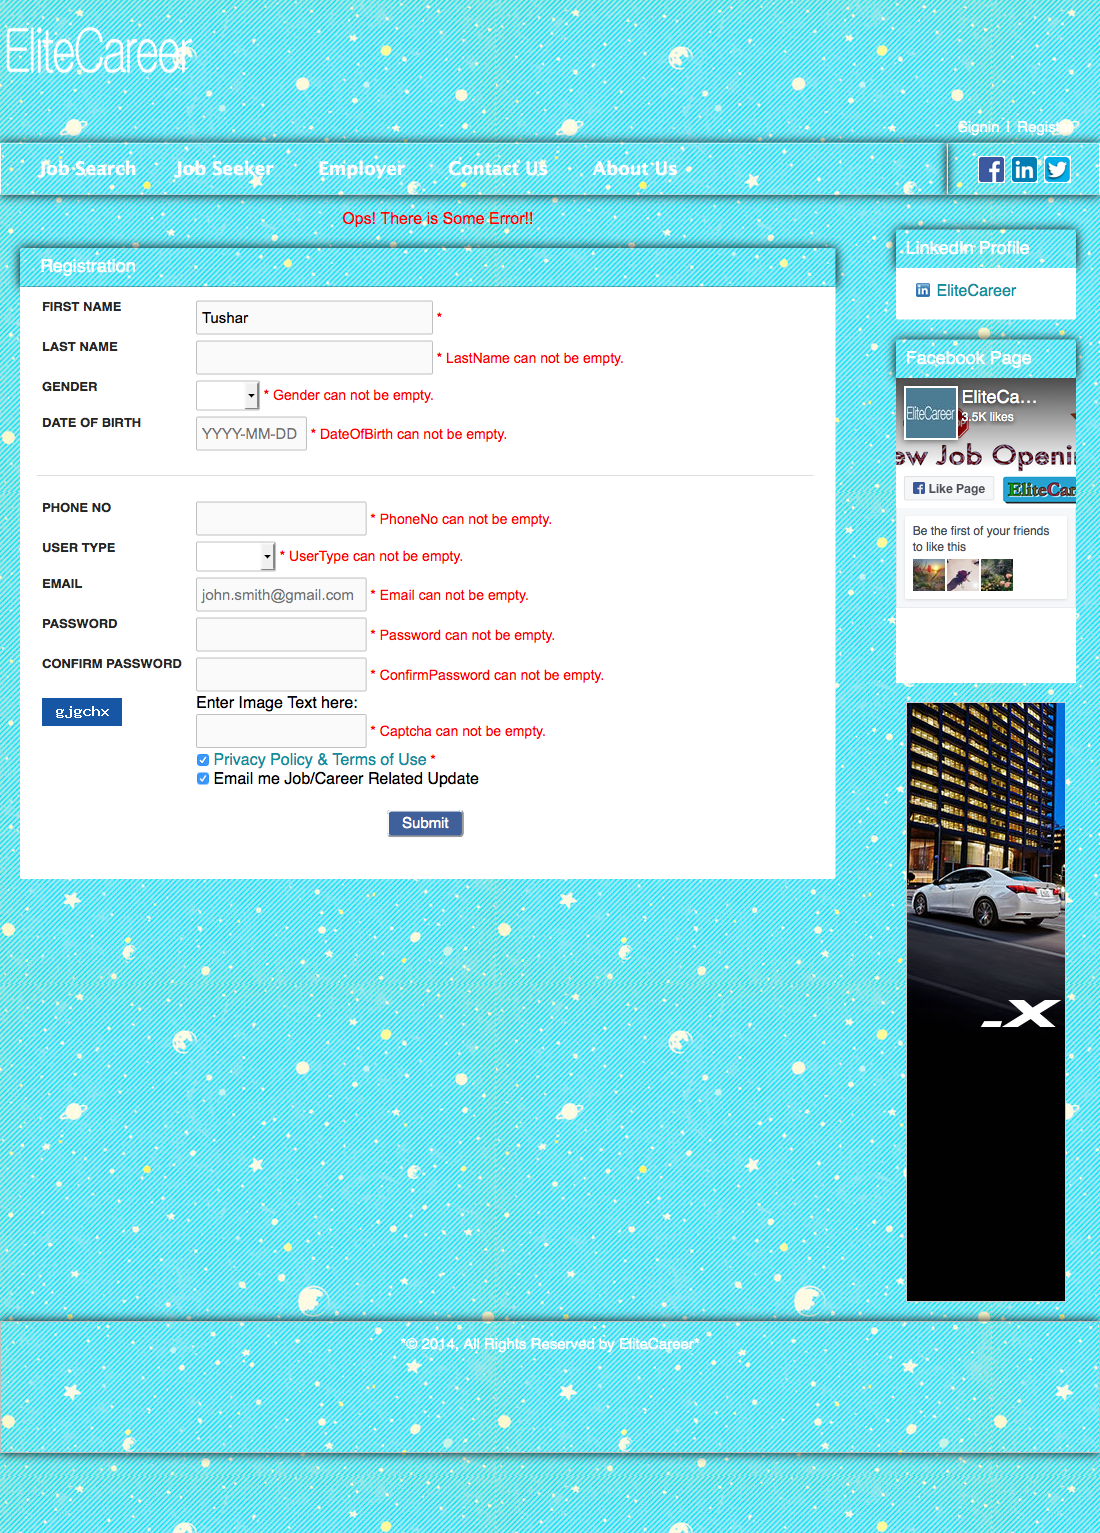 EliteCareer
Signin | Register
Job Search Job Seeker Employer Contact US About Us
Ops! There is Some Error!!
Registration
FIRST NAME Tushar *
LAST NAME * LastName can not be empty.
GENDER * Gender can not be empty.
DATE OF BIRTH YYYY-MM-DD * DateOfBirth can not be empty.
PHONE NO * PhoneNo can not be empty.
USER TYPE * UserType can not be empty.
EMAIL john.smith@gmail.com * Email can not be empty.
PASSWORD * Password can not be empty.
CONFIRM PASSWORD * ConfirmPassword can not be empty.
Enter Image Text here:
gjgchx * Captcha can not be empty.
Privacy Policy & Terms of Use *
Email me Job/Career Related Update
Submit
LinkedIn Profile
in EliteCareer
Facebook Page
EliteCareer EliteCa...
3.5K likes
ew Job Openi
Like Page EliteCar
Be the first of your friends
to like this
-X
"© 2014, All Rights Reserved by EliteCareer"